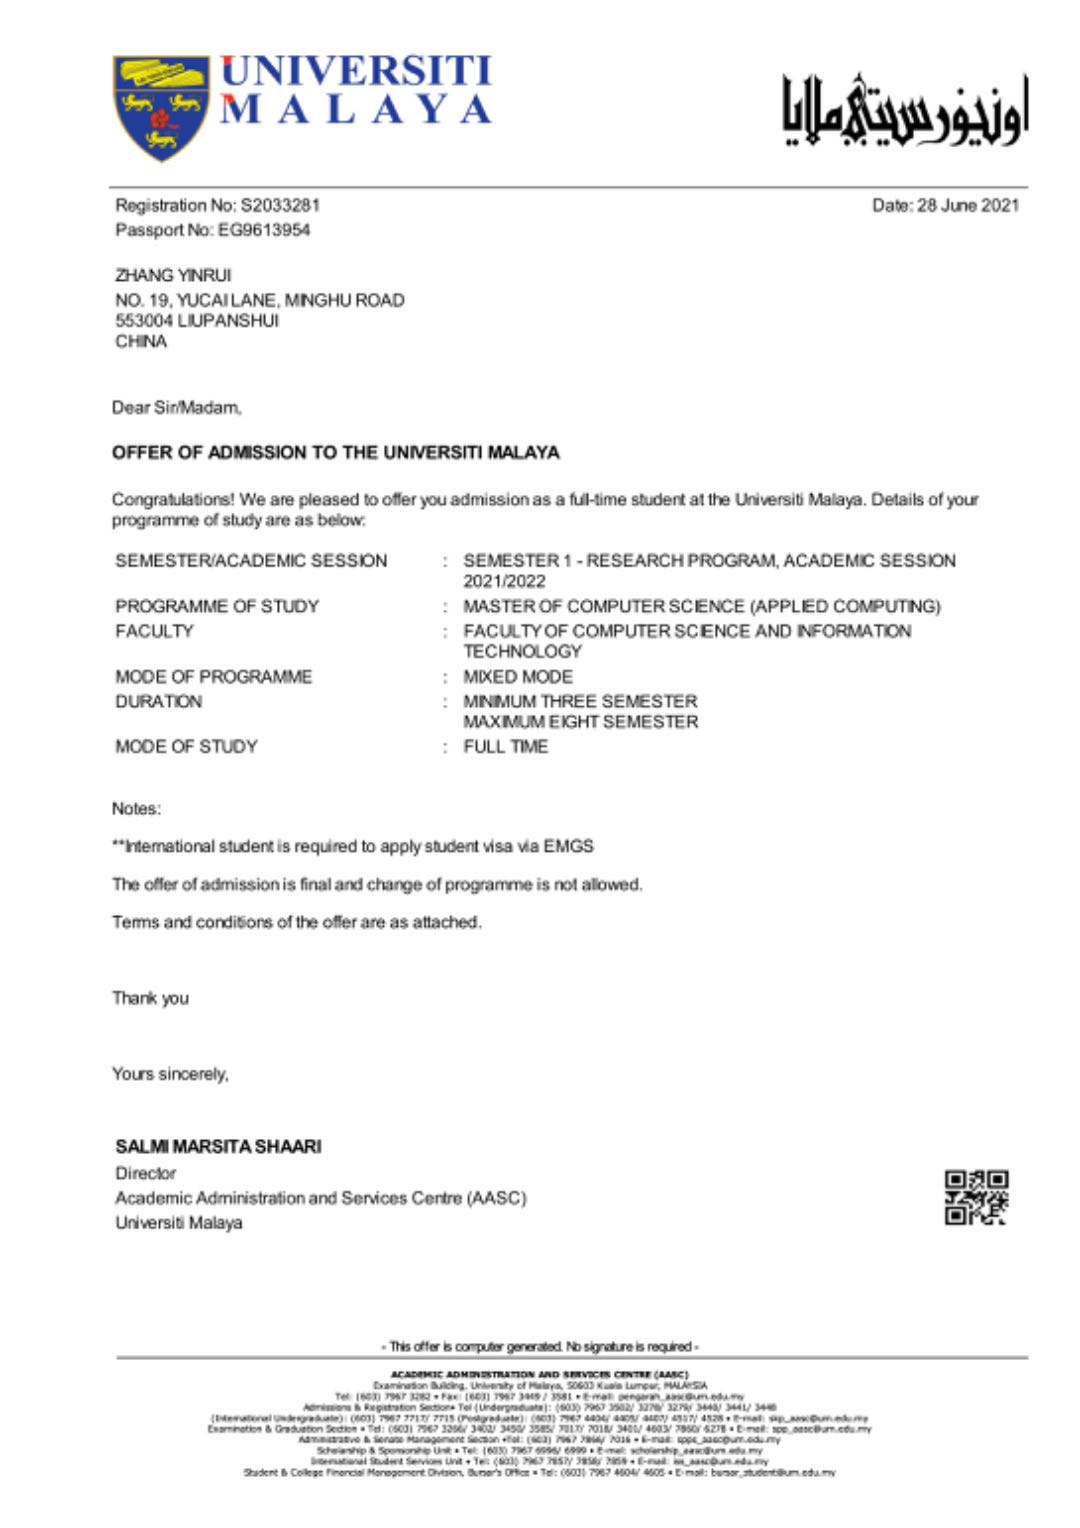 UNIVERSITI
MALAYA
اونيۏرسيتي ملايا
Registration No: S2033281
Date: 28 June 2021
Passport No: EG9613954
ZHANG YINRUI
NO. 19, YUCAI LANE, MINGHU ROAD
553004 LIUPANSHUI
CHINA
Dear Sir/Madam,
OFFER OF ADMISSION TO THE UNIVERSITI MALAYA
Congratulations! We are pleased to offer you admission as a full-time student at the Universiti Malaya. Details of your
programme of study are as below:
SEMESTER/ACADEMIC SESSION : SEMESTER 1 - RESEARCH PROGRAM, ACADEMIC SESSION
2021/2022
PROGRAMME OF STUDY : MASTER OF COMPUTER SCIENCE (APPLIED COMPUTING)
FACULTY : FACULTY OF COMPUTER SCIENCE AND INFORMATION
TECHNOLOGY
MODE OF PROGRAMME : MIXED MODE
DURATION : MINIMUM THREE SEMESTER
MAXIMUM EIGHT SEMESTER
MODE OF STUDY : FULL TIME
Notes:
**International student is required to apply student visa via EMGS
The offer of admission is final and change of programme is not allowed.
Terms and conditions of the offer are as attached.
Thank you
Yours sincerely,
SALMI MARSITA SHAARI
Director
Academic Administration and Services Centre (AASC)
Universiti Malaya
- This offer is computer generated. No signature is required -
ACADEMIC ADMINISTRATION AND SERVICES CENTRE (AASC)
Examination Building, University of Malaya, 50603 Kuala Lumpur, MALAYSIA
Tel: (603) 7967 3282 • Fax: (603) 7967 3469 / 3581 • E-mail: pengarah_aasc@um.edu.my
Admissions & Registration Section• Tel (Undergraduate): (603) 7967 3502/ 3278/ 3279/ 3440/ 3441/ 3448
(International Undergraduate): (603) 7967 7717/ 7715 (Postgraduate): (603) 7967 4404/ 4405/ 4407/ 4517/ 4528 • E-mail: skp_aasc@um.edu.my
Examination & Graduation Section • Tel: (603) 7967 3266/ 3402/ 3450/ 3585/ 7017/ 7018/ 3401/ 4603/ 7860/ 6278 • E-mail: spp_aasc@um.edu.my
Administrative & Senate Management Section •Tel: (603) 7967 7866/ 7016 • E-mail: spps_aasc@um.edu.my
Scholarship & Sponsorship Unit • Tel: (603) 7967 6996/ 6999 • E-mel: scholarship_aasc@um.edu.my
International Student Services Unit • Tel: (603) 7967 7857/ 7858/ 7859 • E-mail: iss_aasc@um.edu.my
Student & College Financial Management Division, Bursar's Office • Tel: (603) 7967 4604/ 4605 • E-mail: bursar_student@um.edu.my